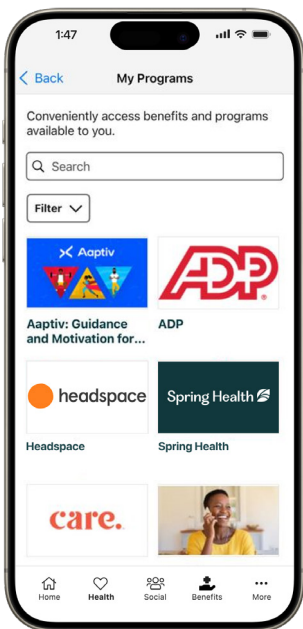 1:47
Back
My Programs
Conveniently access benefits and programs
available to you.
Search
Filter
Aaptiv
ADP
Aaptiv: Guidance
and Motivation for...
ADP
headspace
Spring Health
Headspace
Spring Health
care.
Home
Health
Social
Benefits
More